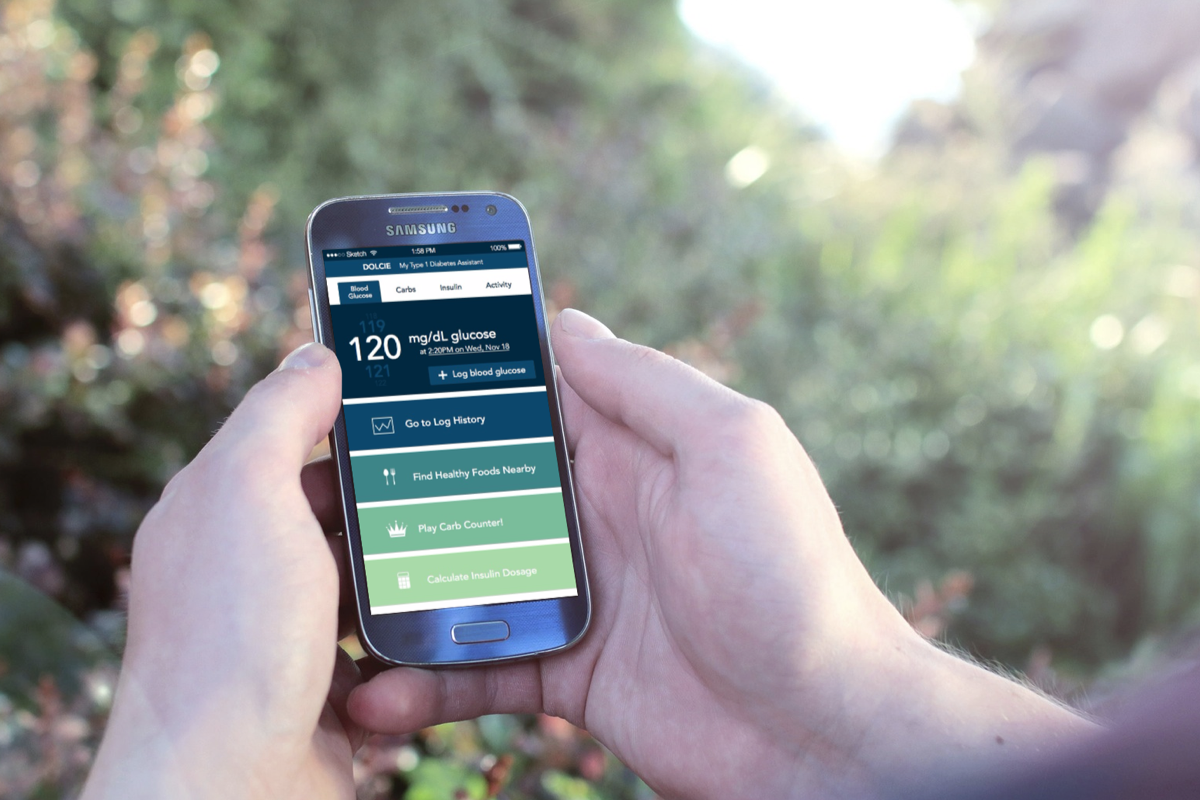 SAMSUNG
Sketch 1:58 PM 100%
DOLCIE My Type 1 Diabetes Assistant
Blood Glucose Carbs Insulin Activity
119
120 mg/dL glucose
at 2:20PM on Wed, Nov 18
121
+ Log blood glucose
Go to Log History
Find Healthy Foods Nearby
Play Carb Counter!
Calculate Insulin Dosage